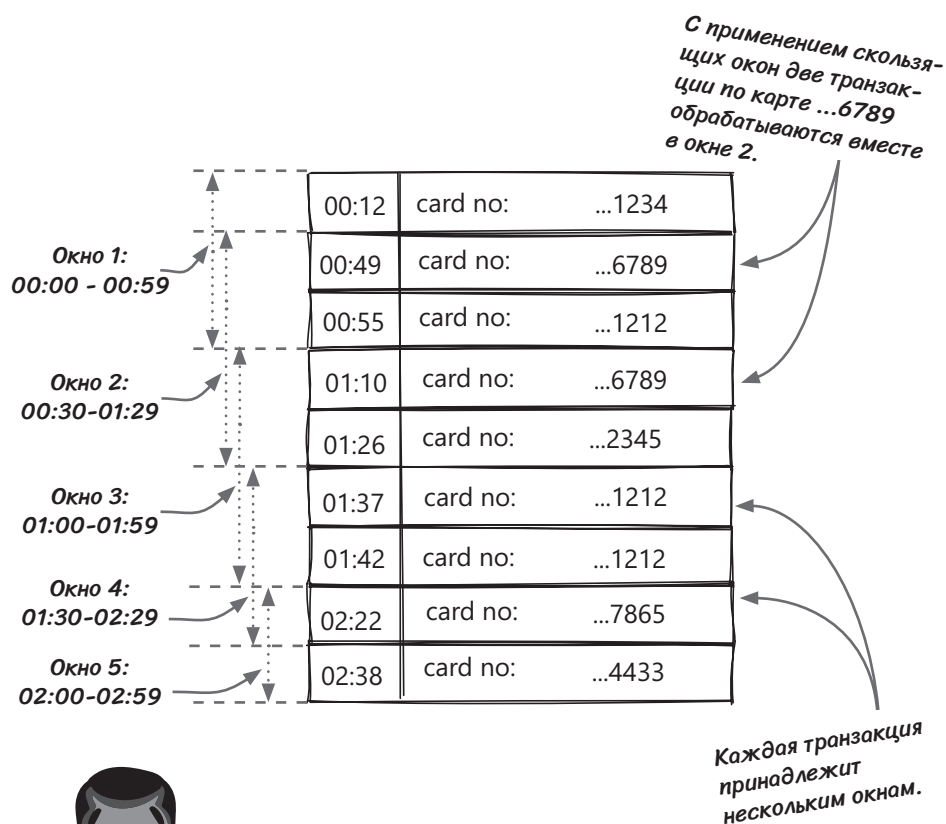 С применением скользя-
щих окон две транзак-
ции по карте ...6789
обрабатываются вместе
в окне 2.
00:12 card no: ...1234
Окно 1:
00:00 - 00:59
00:49 card no: ...6789
00:55 card no: ...1212
Окно 2:
00:30-01:29
01:10 card no: ...6789
01:26 card no: ...2345
Окно 3:
01:00-01:59
01:37 card no: ...1212
01:42 card no: ...1212
Окно 4:
01:30-02:29
02:22 card no: ...7865
Окно 5:
02:00-02:59
02:38 card no: ...4433
Каждая транзакция
принадлежит
нескольким окнам.